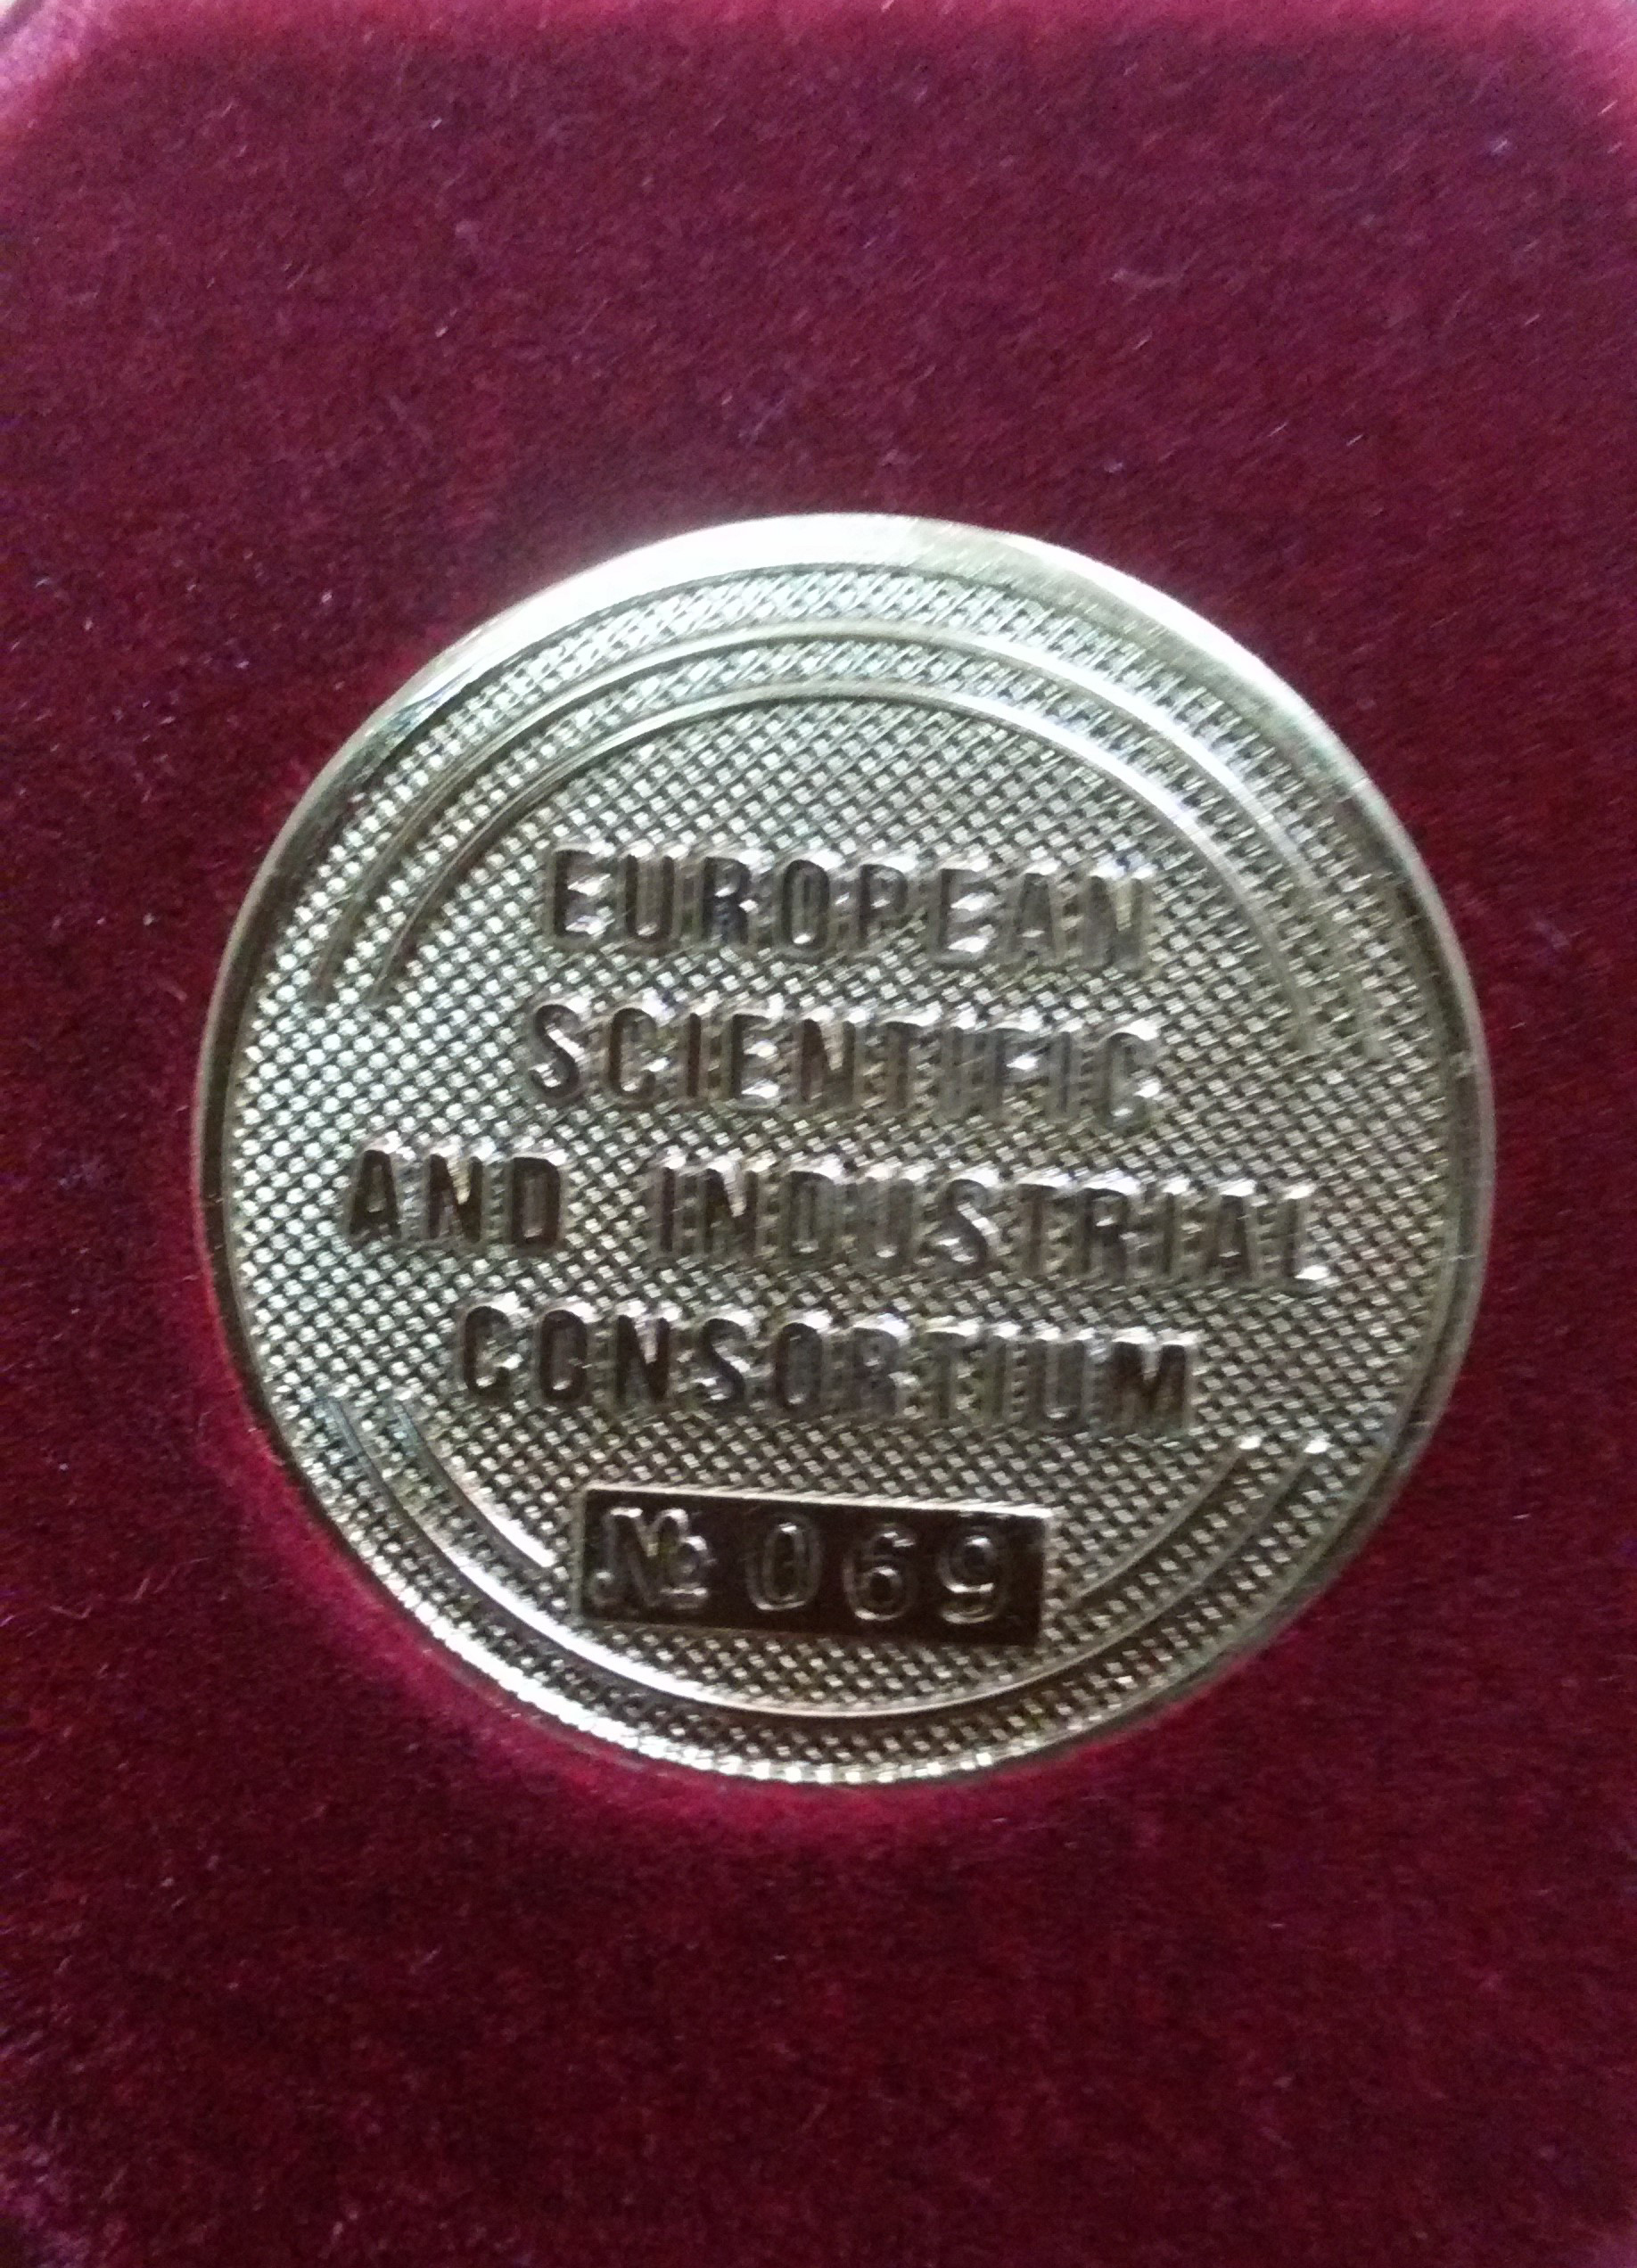 EUROPEAN
SCIENTIFIC
AND INDUSTRIAL
CONSORTIUM
№ 069